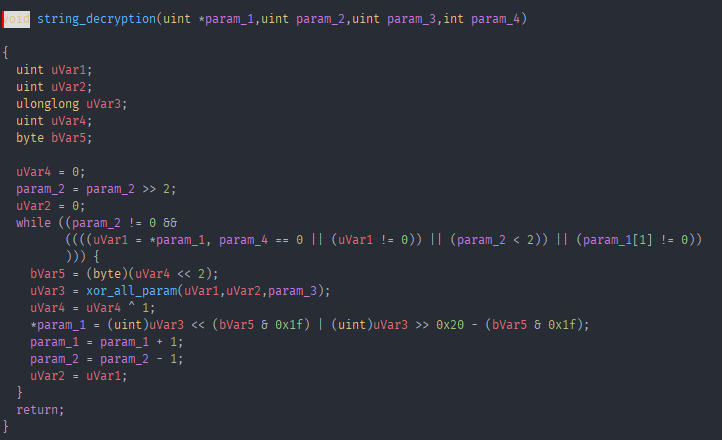 void string_decryption(uint *param_1,uint param_2,uint param_3,int param_4)
{
uint uVar1;
uint uVar2;
ulonglong uVar3;
uint uVar4;
byte bVar5;
uVar4 = 0;
param_2 = param_2 >> 2;
uVar2 = 0;
while ((param_2 != 0 &&
((((uVar1 = *param_1, param_4 == 0 || (uVar1 != 0)) || (param_2 < 2)) || (param_1[1] != 0))
))) {
bVar5 = (byte)(uVar4 << 2);
uVar3 = xor_all_param(uVar1,uVar2,param_3);
uVar4 = uVar4 ^ 1;
*param_1 = (uint)uVar3 << (bVar5 & 0x1f) | (uint)uVar3 >> 0x20 - (bVar5 & 0x1f);
param_1 = param_1 + 1;
param_2 = param_2 - 1;
uVar2 = uVar1;
}
return;
}